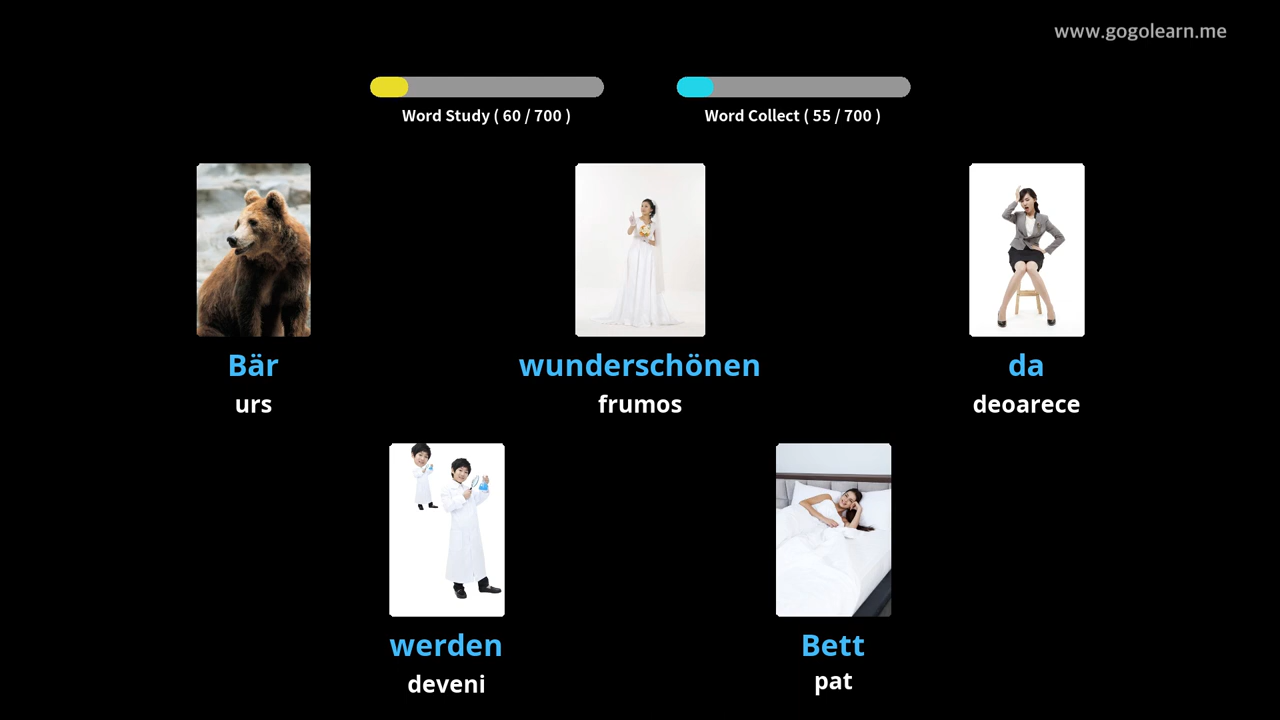 www.gogolearn.me
Word Study ( 60 / 700 )
Word Collect ( 55 / 700 )
Bär
urs
wunderschönen
frumos
da
deoarece
werden
deveni
Bett
pat